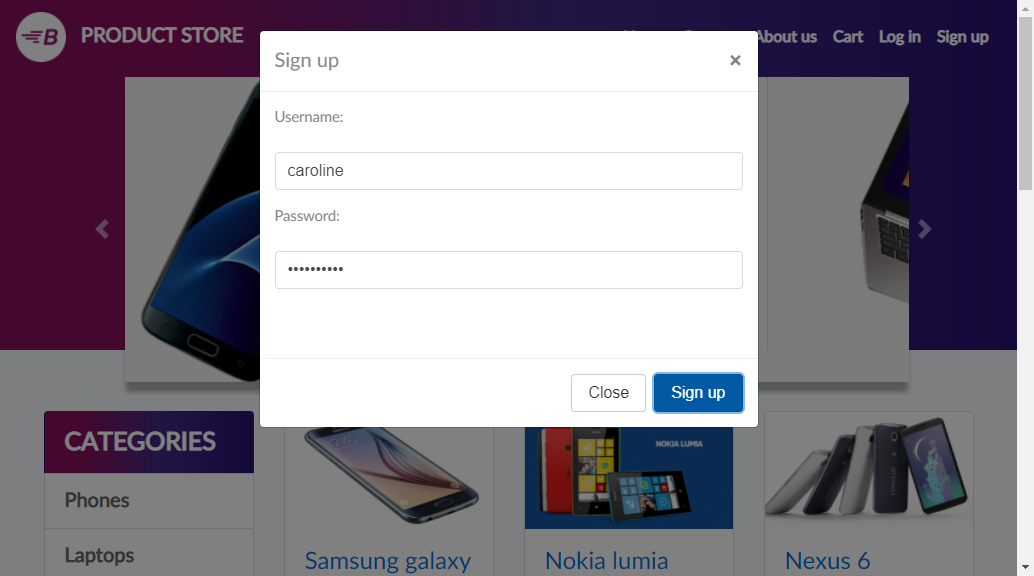 PRODUCT STORE
About us
Cart
Log in
Sign up
Sign up
×
Username:
caroline
Password:
••••••••••
Close
Sign up
CATEGORIES
Phones
Laptops
NOKIA LUMIA
Samsung galaxy
Nokia lumia
Nexus 6